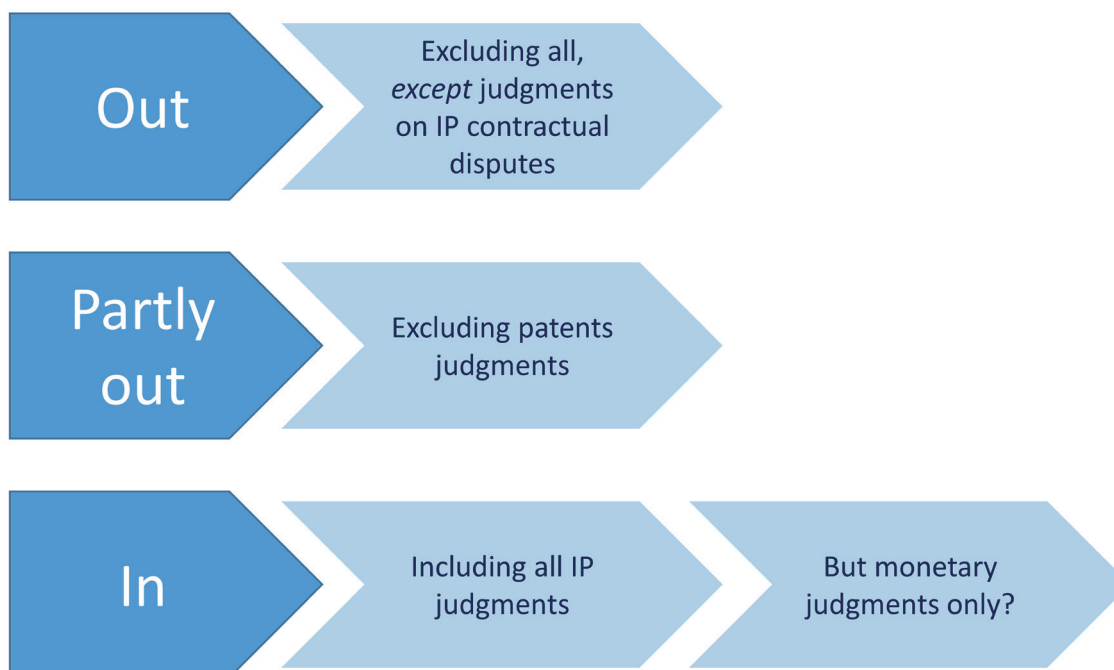 Out
Excluding all,
except judgments
on IP contractual
disputes
Partly
out
Excluding patents
judgments
In
Including all IP
judgments
But monetary
judgments only?